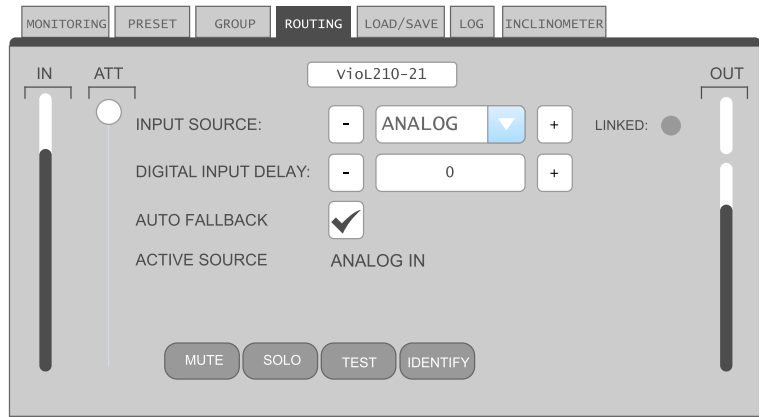 MONITORING PRESET GROUP ROUTING LOAD/SAVE LOG INCLINOMETER
IN ATT VioL210-21 OUT
INPUT SOURCE: - ANALOG + LINKED:
DIGITAL INPUT DELAY: - 0 +
AUTO FALLBACK
ACTIVE SOURCE ANALOG IN
MUTE SOLO TEST IDENTIFY